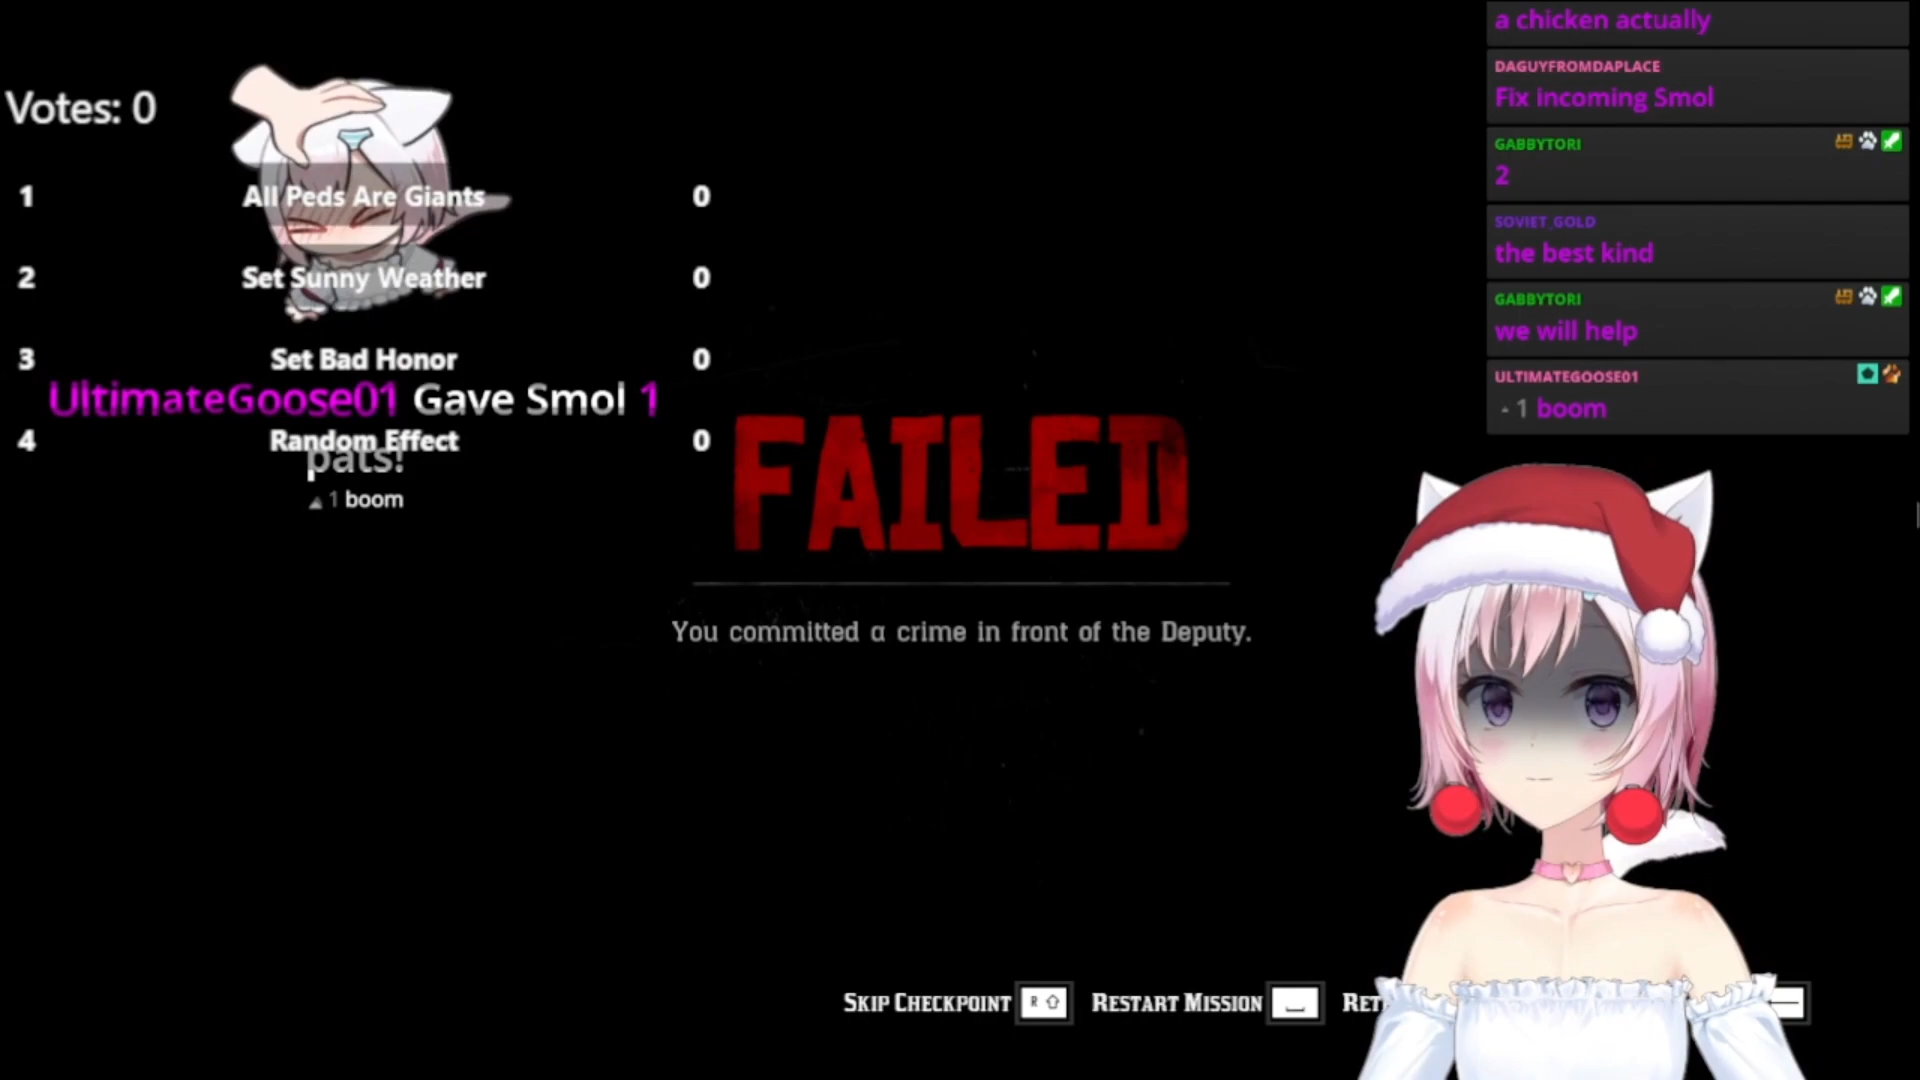 Votes: 0
1 All Peds Are Giants 0
2 Set Sunny Weather 0
3 Set Bad Honor 0
UltimateGoose01 Gave Smol 1
4 Random Effect 0
pats!
1 boom
FAILED
You committed a crime in front of the Deputy.
SKIP CHECKPOINT R
RESTART MISSION
RET
a chicken actually
DAGUYFROMDAPLACE
Fix incoming Smol
GABBYTORI
2
SOVIET_GOLD
the best kind
GABBYTORI
we will help
ULTIMATEGOOSE01
1 boom